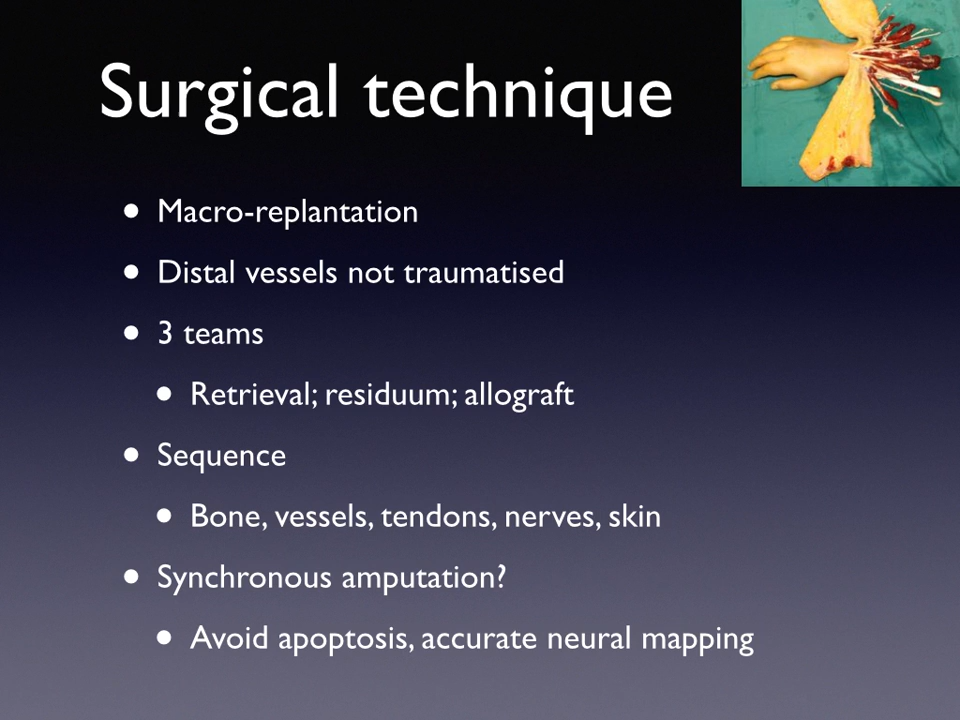 Surgical technique
• Macro-replantation
• Distal vessels not traumatised
• 3 teams
• Retrieval; residuum; allograft
• Sequence
• Bone, vessels, tendons, nerves, skin
• Synchronous amputation?
• Avoid apoptosis, accurate neural mapping